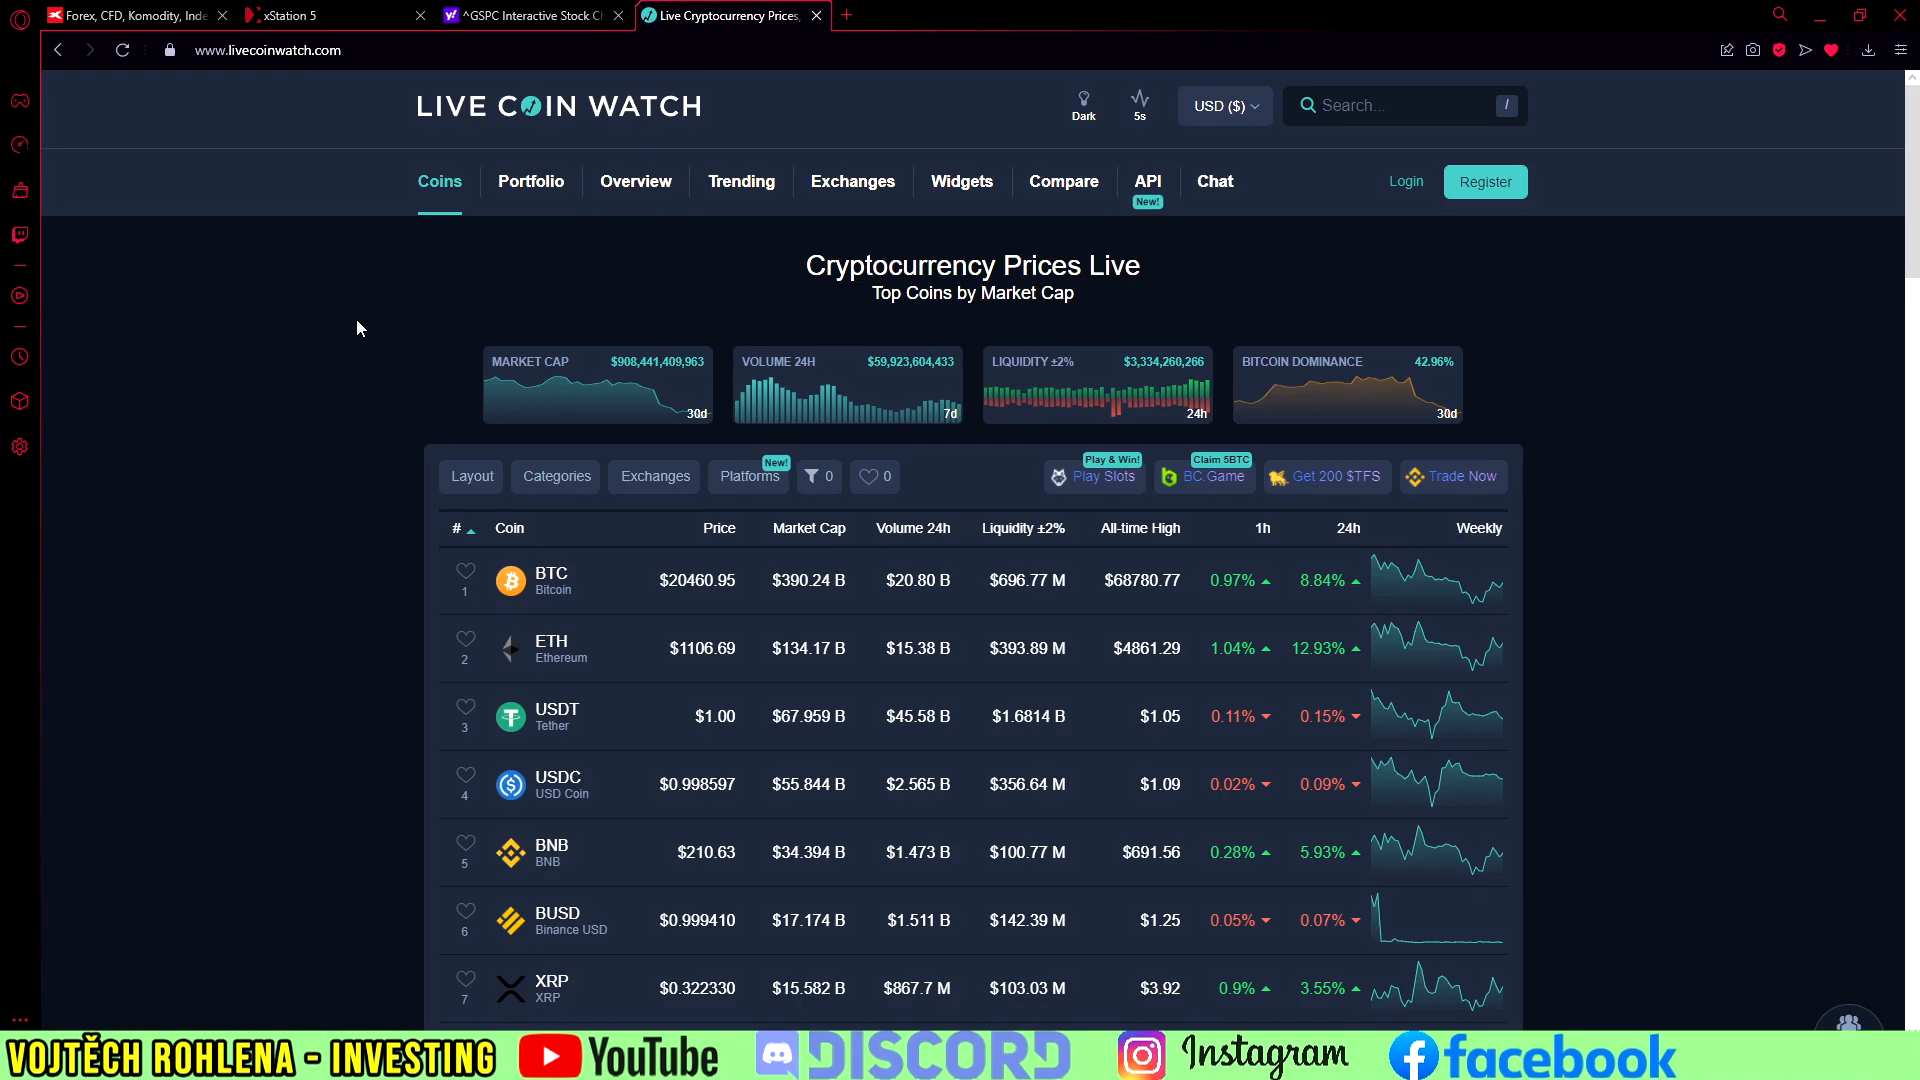 Forex, CFD, Komodity, Inde
xStation 5
^GSPC Interactive Stock Ch
Live Cryptocurrency Prices,
www.livecoinwatch.com
LIVE COIN WATCH
Dark
5s
USD ($)
Search...
/
Coins
Portfolio
Overview
Trending
Exchanges
Widgets
Compare
API
New!
Chat
Login
Register
Cryptocurrency Prices Live
Top Coins by Market Cap
MARKET CAP $908,441,409,963
30d
VOLUME 24H $59,923,604,433
7d
LIQUIDITY ±2% $3,334,260,266
24h
BITCOIN DOMINANCE 42.96%
30d
Layout
Categories
Exchanges
Platforms
New!
0
0
Play & Win!
Play Slots
Claim 5BTC
BC.Game
Get 200 $TFS
Trade Now
# Coin Price Market Cap Volume 24h Liquidity ±2% All-time High 1h 24h Weekly
1 BTC Bitcoin $20460.95 $390.24 B $20.80 B $696.77 M $68780.77 0.97% 8.84%
2 ETH Ethereum $1106.69 $134.17 B $15.38 B $393.89 M $4861.29 1.04% 12.93%
3 USDT Tether $1.00 $67.959 B $45.58 B $1.6814 B $1.05 0.11% 0.15%
4 USDC USD Coin $0.998597 $55.844 B $2.565 B $356.64 M $1.09 0.02% 0.09%
5 BNB BNB $210.63 $34.394 B $1.473 B $100.77 M $691.56 0.28% 5.93%
6 BUSD Binance USD $0.999410 $17.174 B $1.511 B $142.39 M $1.25 0.05% 0.07%
7 XRP XRP $0.322330 $15.582 B $867.7 M $103.03 M $3.92 0.9% 3.55%
VOJTĚCH ROHLENA - INVESTING YouTube DISCORD Instagram facebook